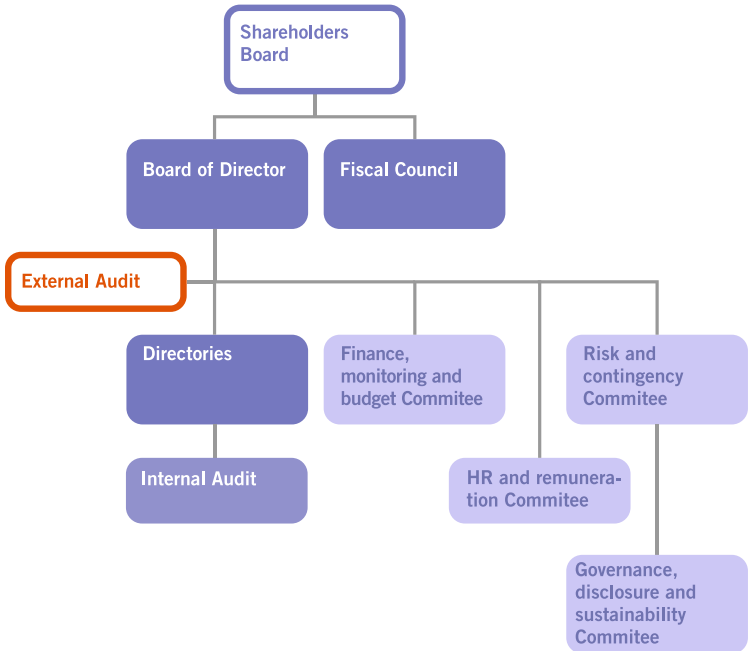 Shareholders
Board
Board of Director
Fiscal Council
External Audit
Directories
Finance,
monitoring and
budget Commitee
Risk and
contingency
Commitee
Internal Audit
HR and remunera-
tion Commitee
Governance,
disclosure and
sustainability
Commitee